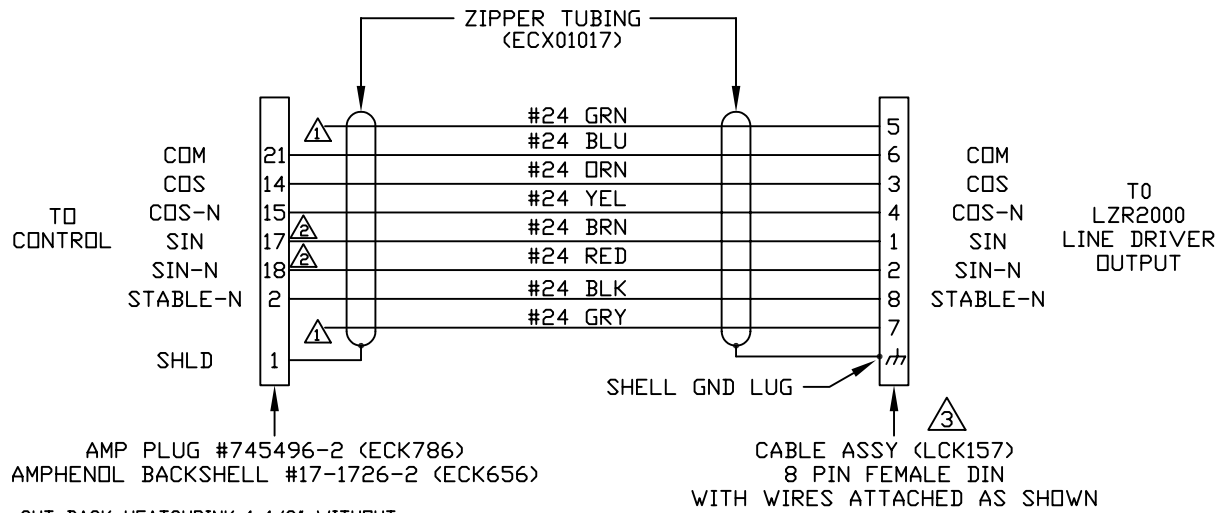 ZIPPER TUBING
(ECX01017)
#24 GRN
5
1
#24 BLU
COM
21
6
COM
#24 ORN
COS
14
3
COS
#24 YEL
COS-N
15
4
COS-N
TO
CONTROL
2
#24 BRN
SIN
17
1
SIN
TO
LZR2000
LINE DRIVER
OUTPUT
2
#24 RED
SIN-N
18
2
SIN-N
#24 BLK
STABLE-N
2
8
STABLE-N
#24 GRY
1
7
SHLD
1
SHELL GND LUG
3
AMP PLUG #745496-2 (ECK786)
AMPHENOL BACKSHELL #17-1726-2 (ECK656)
CABLE ASSY (LCK157)
8 PIN FEMALE DIN
WITH WIRES ATTACHED AS SHOWN